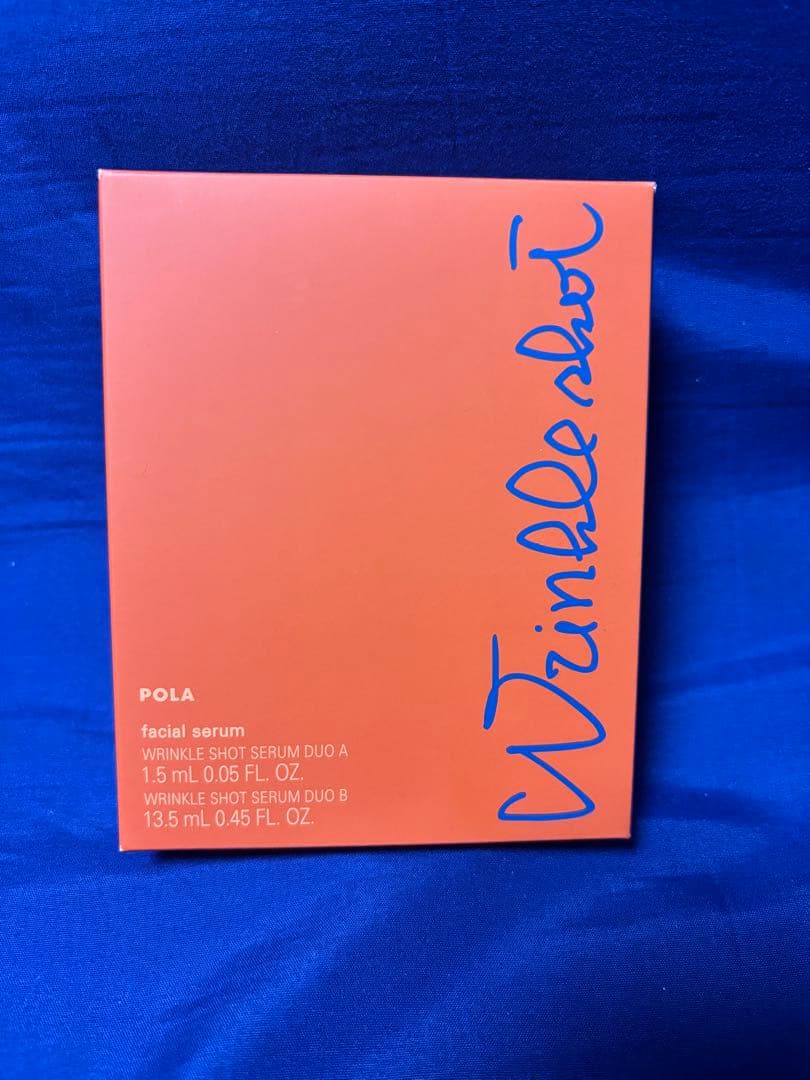 Wrinkle shot
POLA
facial serum
WRINKLE SHOT SERUM DUO A
1.5 mL 0.05 FL. OZ.
WRINKLE SHOT SERUM DUO B
13.5 mL 0.45 FL. OZ.